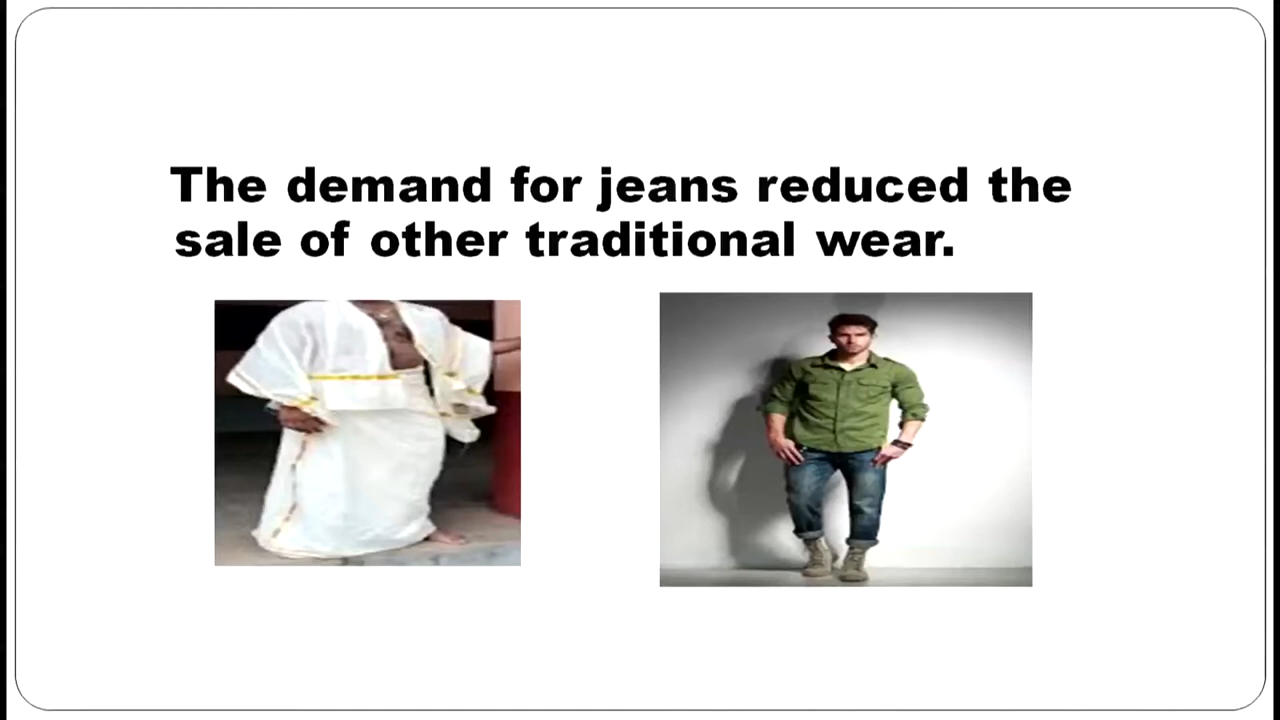 The demand for jeans reduced the
sale of other traditional wear.